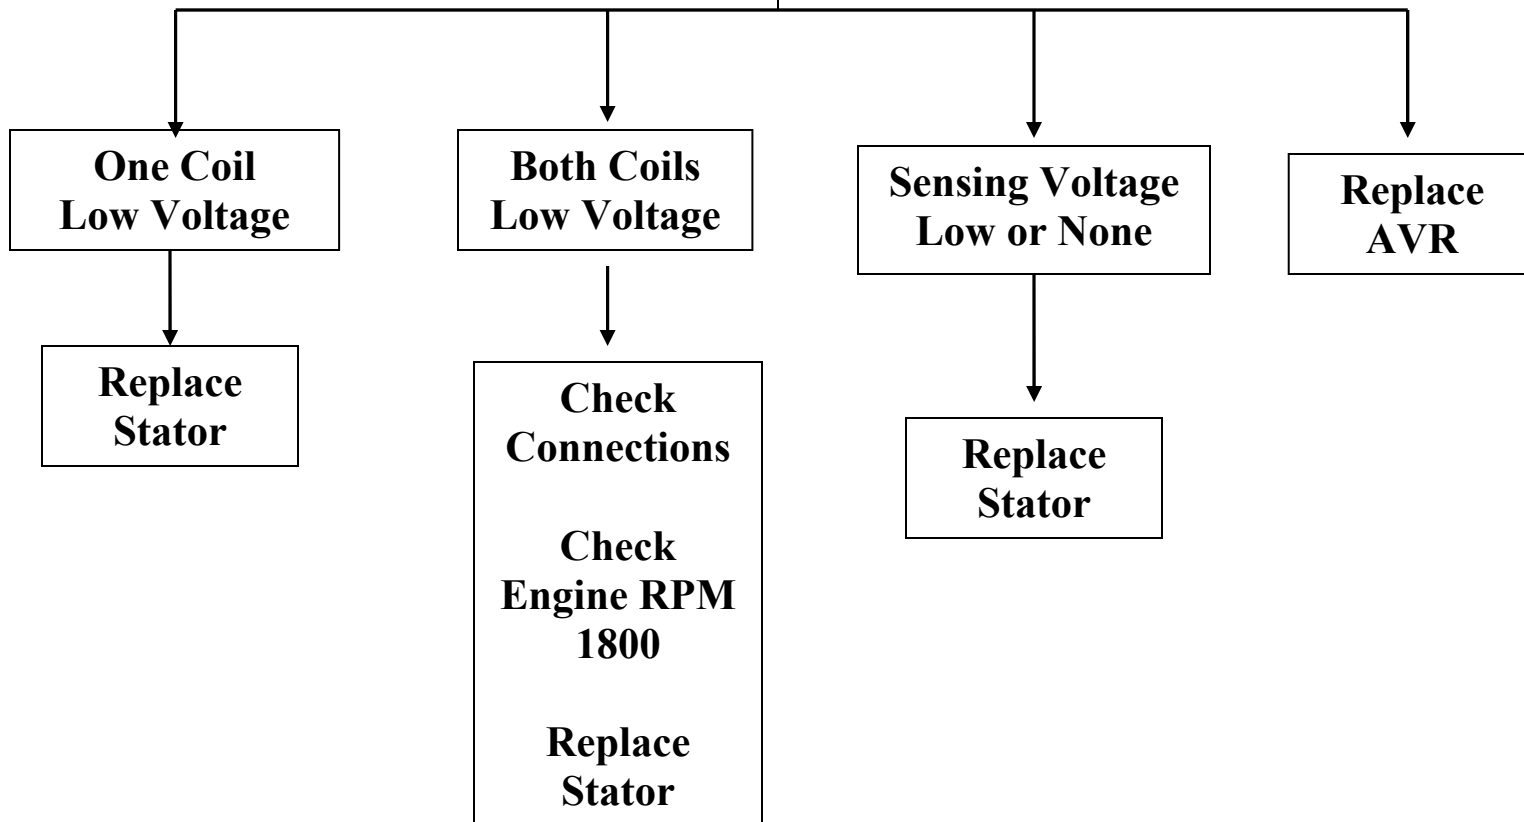 One Coil
Low Voltage
Both Coils
Low Voltage
Sensing Voltage
Low or None
Replace
AVR
Replace
Stator
Check
Connections
Check
Engine RPM
1800
Replace
Stator
Replace
Stator